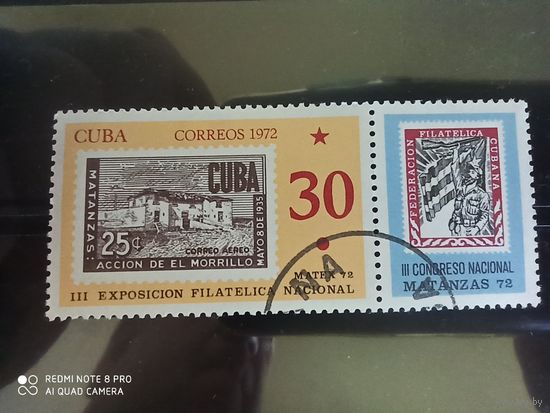 CUBA CORREOS 1972
MATANZAS:
CUBA
MAYO 8 DE 1935
25¢
CORREO AEREO
ACCION DE EL MORRILLO
30
MATEX 72
III EXPOSICION FILATELICA NACIONAL
FEDERACION
FILATELICA
CUBANA
III CONGRESO NACIONAL
MATANZAS 72
REDMI NOTE 8 PRO
AI QUAD CAMERA